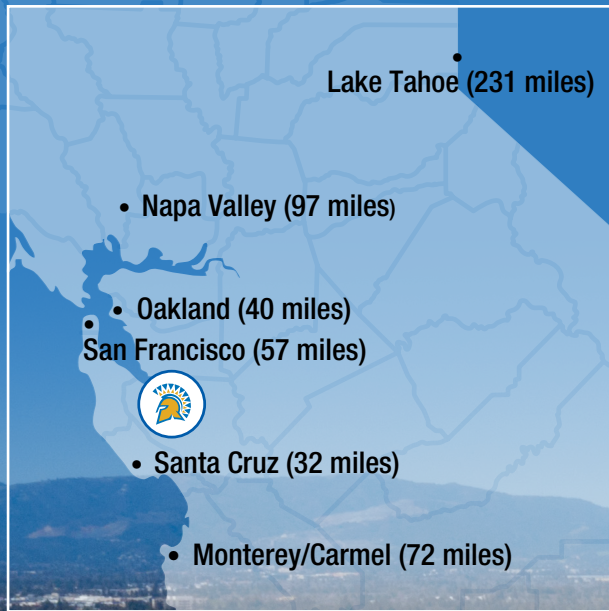 Lake Tahoe (231 miles)
Napa Valley (97 miles)
Oakland (40 miles)
San Francisco (57 miles)
Santa Cruz (32 miles)
Monterey/Carmel (72 miles)